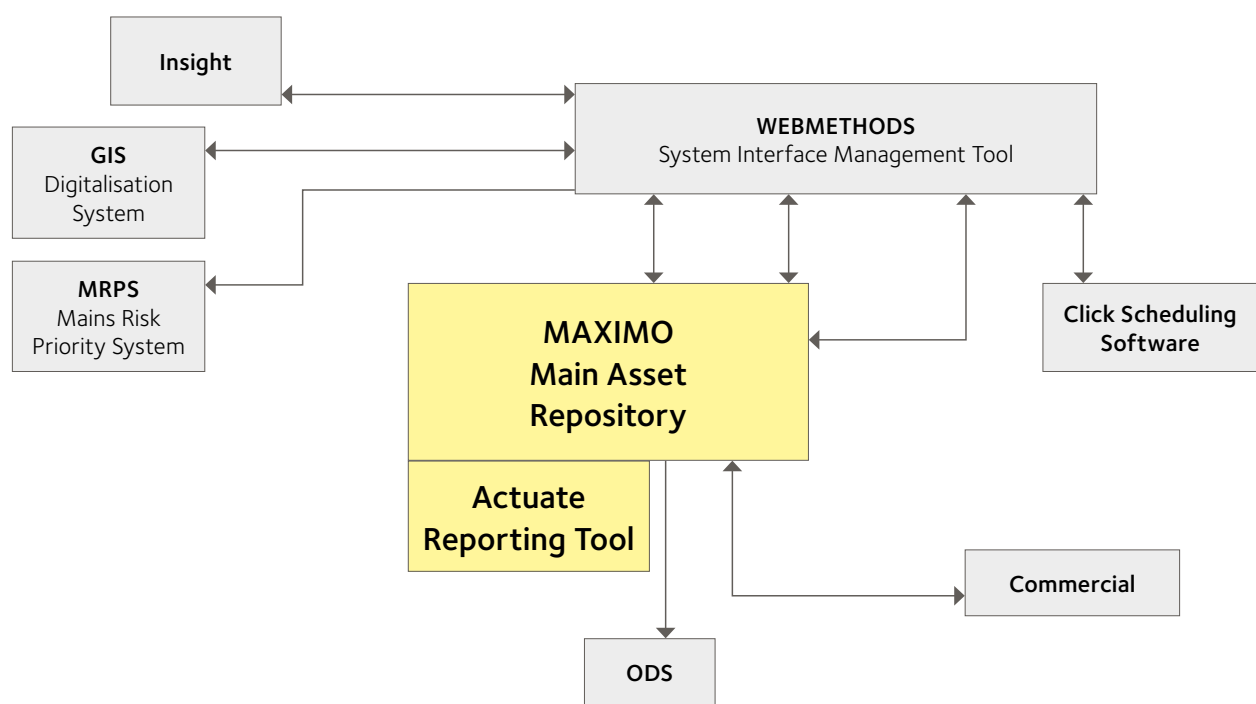 Insight
WEBMETHODS
System Interface Management Tool
GIS
Digitalisation
System
MRPS
Mains Risk
Priority System
MAXIMO
Main Asset
Repository
Click Scheduling
Software
Actuate
Reporting Tool
Commercial
ODS